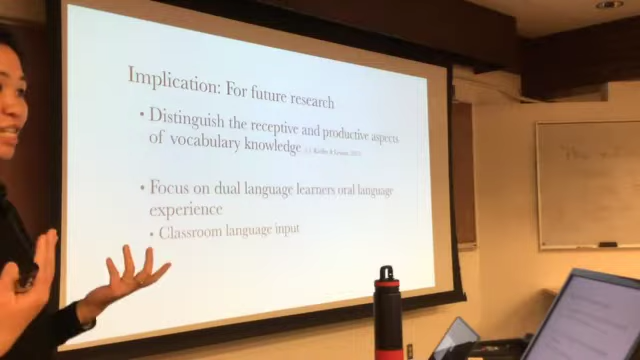 Implication: For future research
• Distinguish the receptive and productive aspects
of vocabulary knowledge
• Focus on dual language learners oral language
experience
• Classroom language input